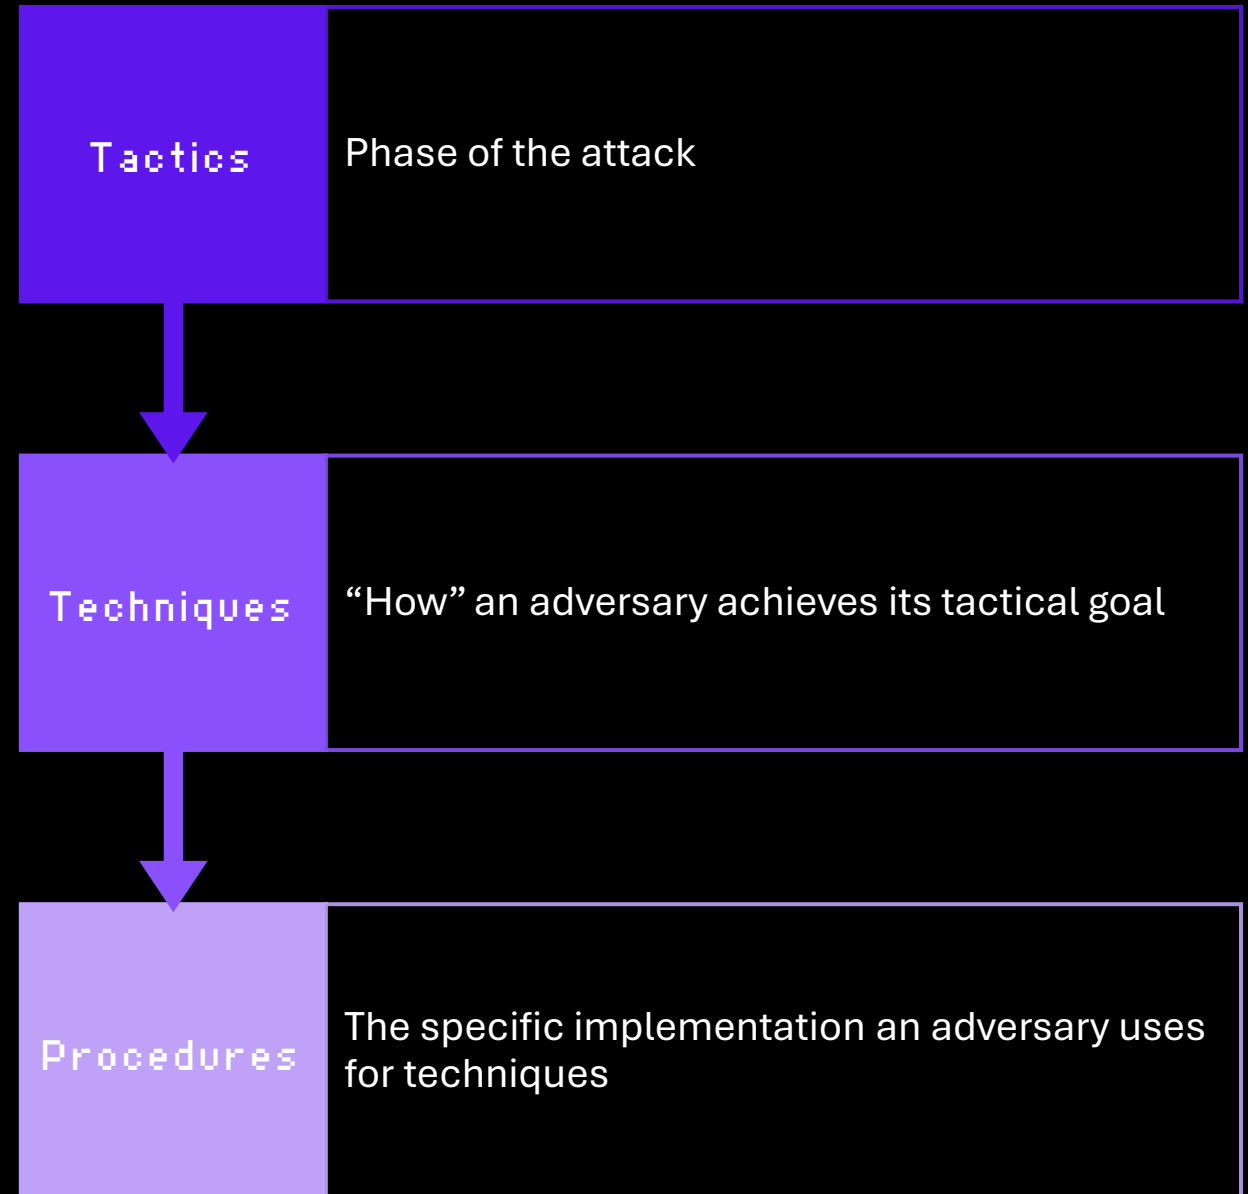 Tactics
Phase of the attack
Techniques
“How” an adversary achieves its tactical goal
Procedures
The specific implementation an adversary uses
for techniques